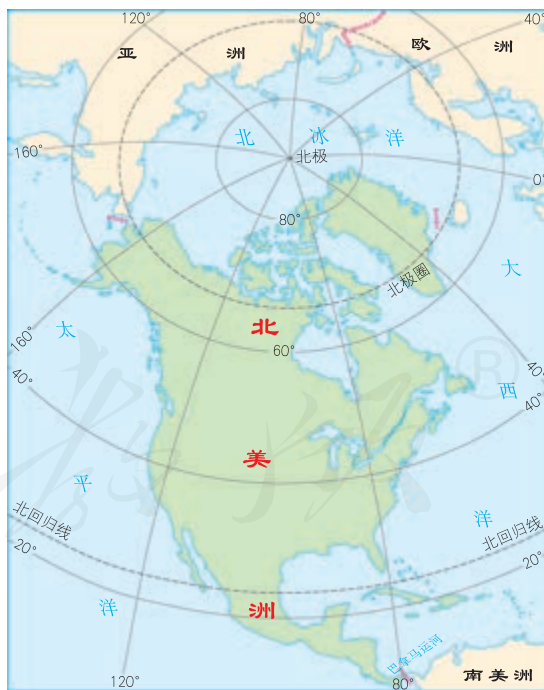 120°
80°
40°
亚洲
欧洲
北冰洋
160°
北极
0°
80°
北极圈
大西洋
太平洋
北美洲
60°
160°
40°
40°
40°
®
北回归线
北回归线
20°
20°
巴拿马运河
南美洲
120°
80°